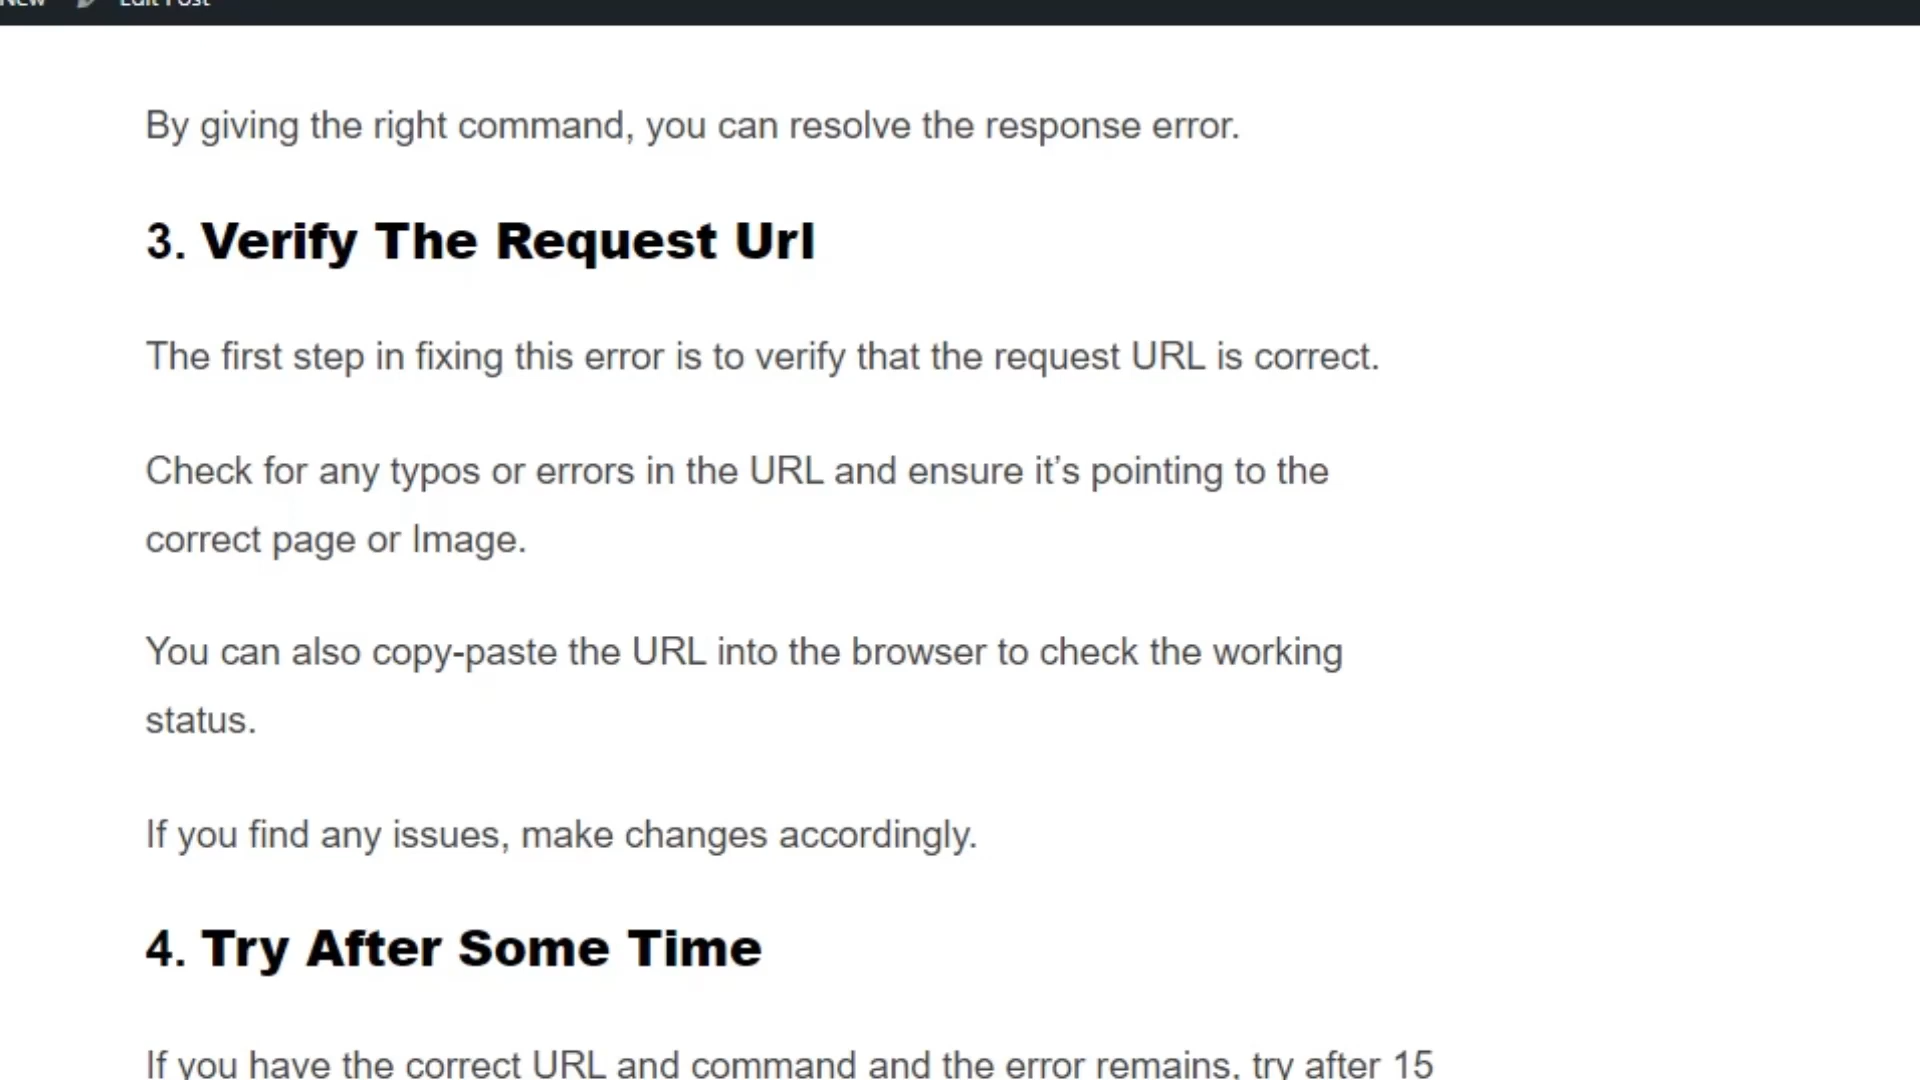 New Edit Post
By giving the right command, you can resolve the response error.
3. Verify The Request Url
The first step in fixing this error is to verify that the request URL is correct.
Check for any typos or errors in the URL and ensure it’s pointing to the
correct page or Image.
You can also copy-paste the URL into the browser to check the working
status.
If you find any issues, make changes accordingly.
4. Try After Some Time
If you have the correct URL and command and the error remains, try after 15